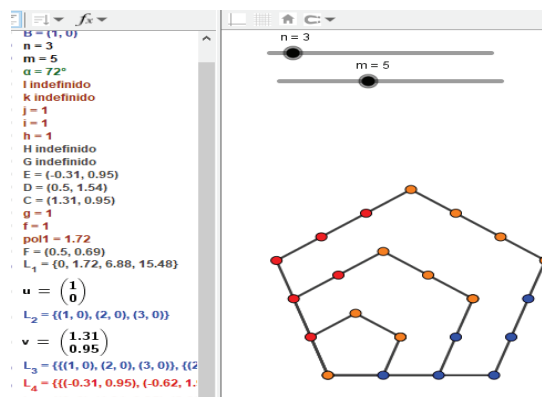 B = (1, 0)
n = 3
m = 5
α = 72°
l indefinido
k indefinido
j = 1
i = 1
h = 1
H indefinido
G indefinido
E = (-0.31, 0.95)
D = (0.5, 1.54)
C = (1.31, 0.95)
g = 1
f = 1
pol1 = 1.72
F = (0.5, 0.69)
L₁ = {0, 1.72, 6.88, 15.48}
u = (1
0)
L₂ = {(1, 0), (2, 0), (3, 0)}
v = (1.31
0.95)
L₃ = {{(1, 0), (2, 0), (3, 0)}, {(2
L₄ = {{(-0.31, 0.95), (-0.62, 1.
fx
n = 3
m = 5